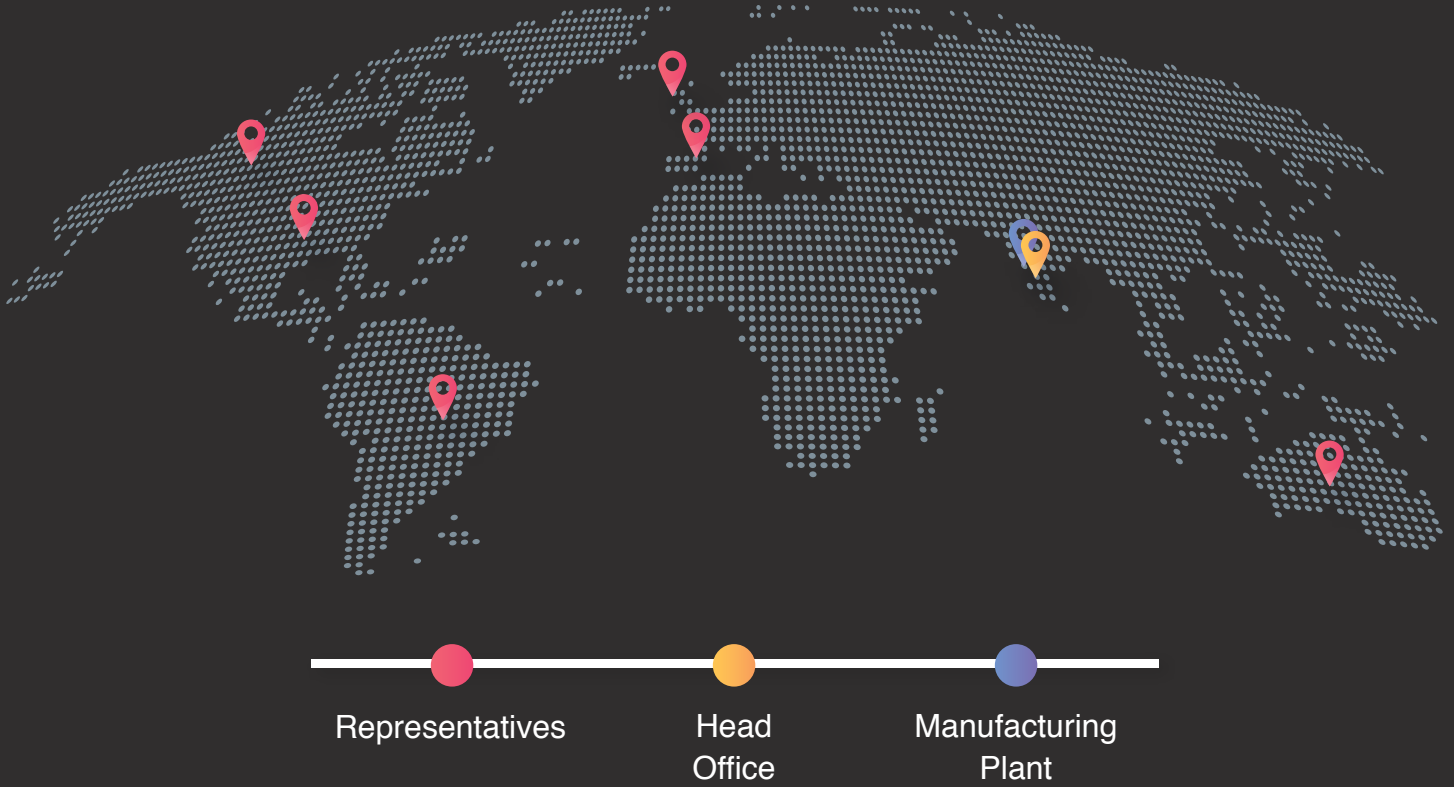 Representatives
Head
Office
Manufacturing
Plant